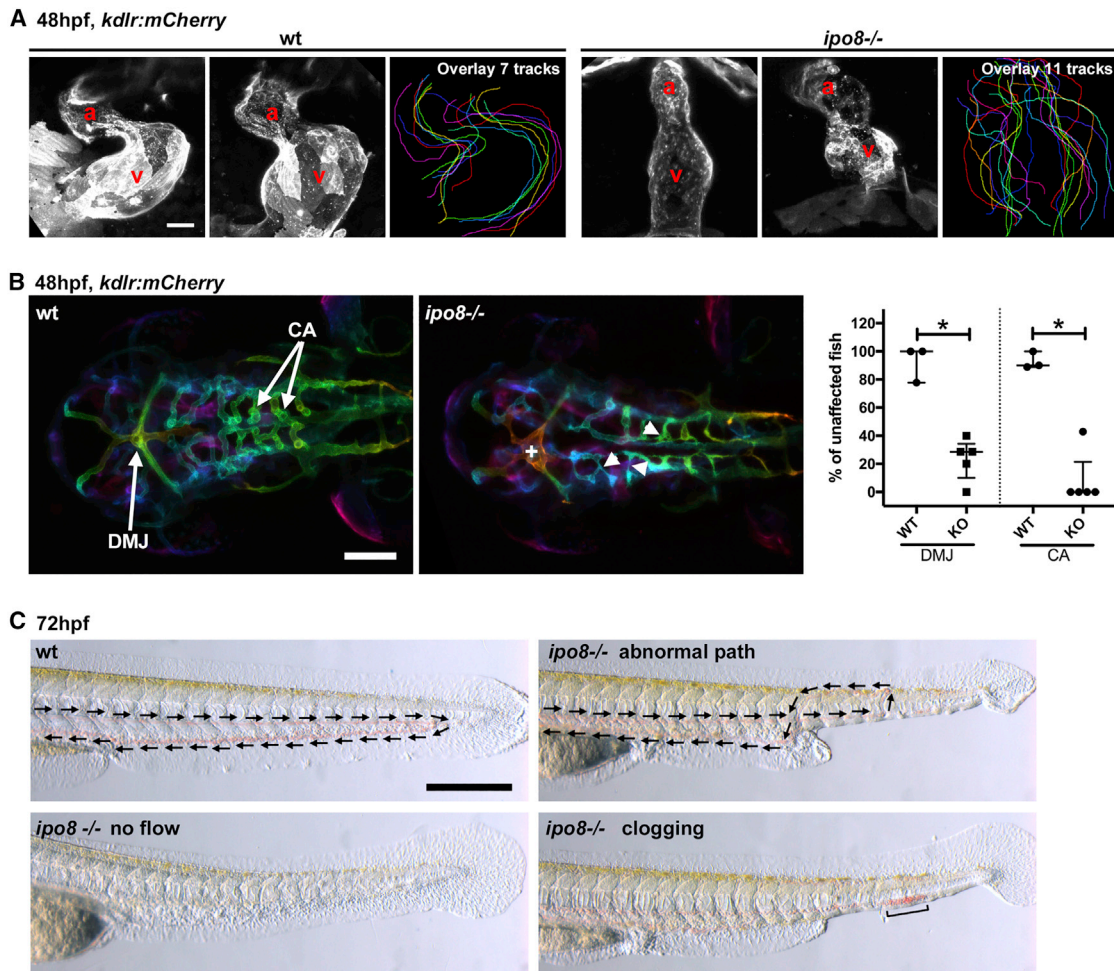 A 48hpf, kdlr:mCherry
wt
ipo8-/-
a
v
a
v
Overlay 7 tracks
a
v
a
v
Overlay 11 tracks
B 48hpf, kdlr:mCherry
wt
CA
DMJ
ipo8-/-
+
% of unaffected fish
120
100
80
60
40
20
0
*
*
WT
KO
WT
KO
DMJ
CA
C 72hpf
wt
ipo8-/- abnormal path
ipo8 -/- no flow
ipo8-/- clogging